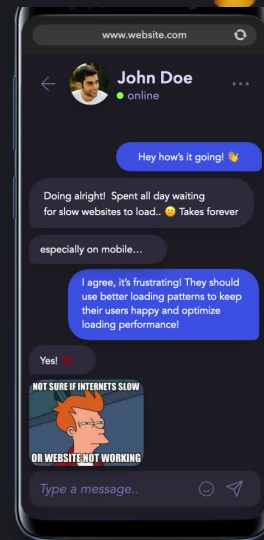 www.website.com
John Doe
online
Hey how's it going! 👋
Doing alright! Spent all day waiting
for slow websites to load.. 😊 Takes forever
especially on mobile...
I agree, it's frustrating! They should
use better loading patterns to keep
their users happy and optimize
loading performance!
Yes! 💯
NOT SURE IF INTERNETS SLOW
OR WEBSITE NOT WORKING
Type a message..